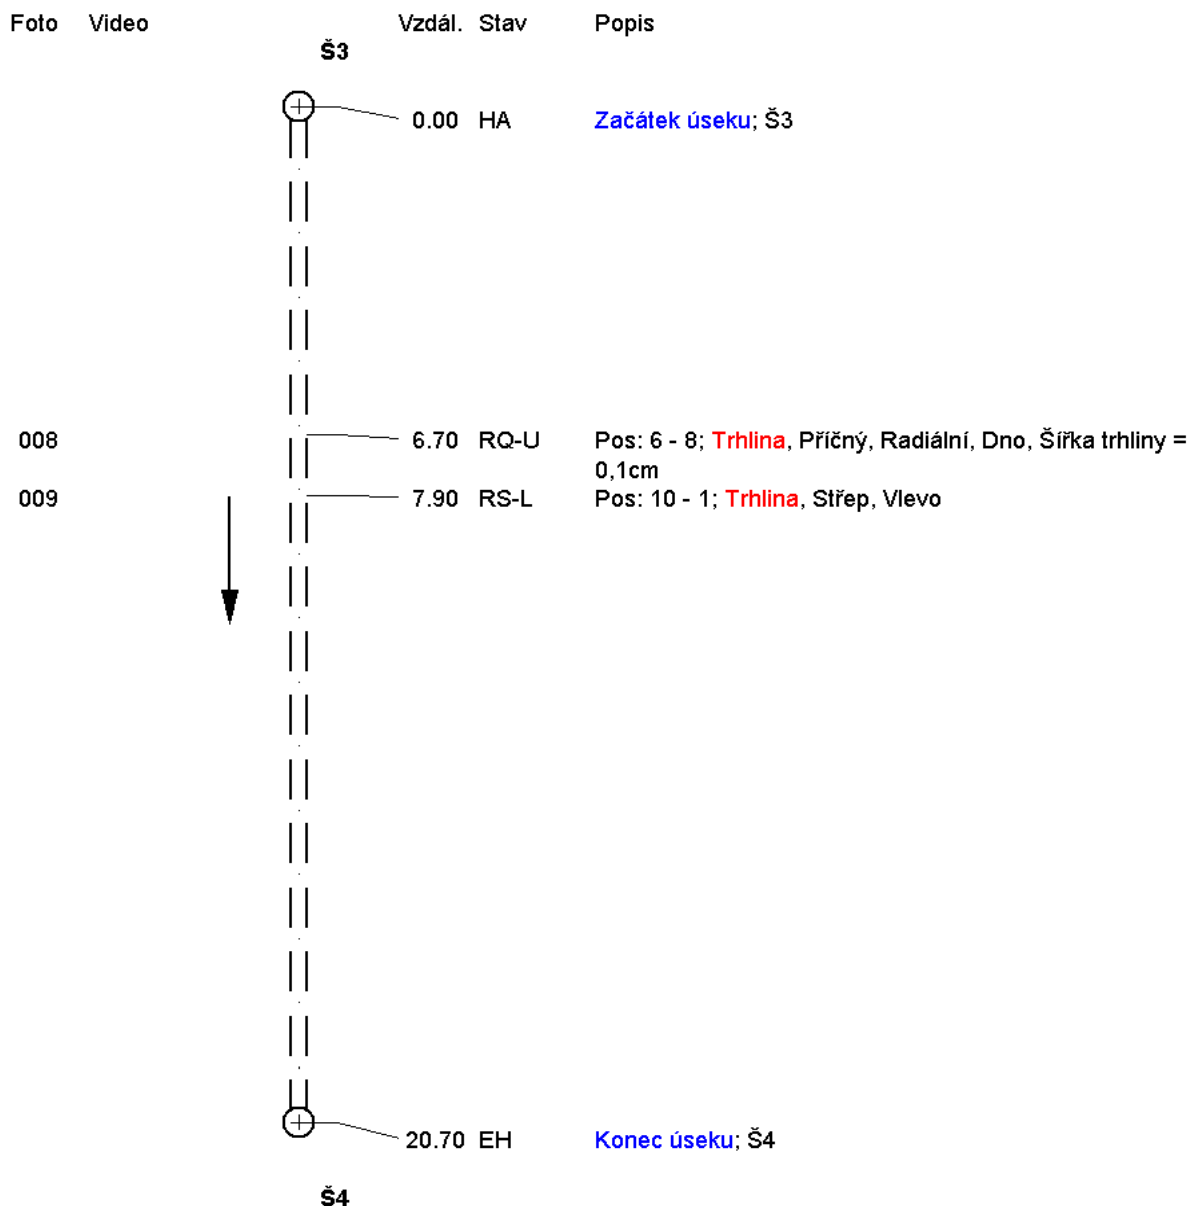 Foto Video Vzdál. Stav Popis
Š3
0.00 HA Začátek úseku; Š3
008 6.70 RQ-U Pos: 6 - 8; Trhlina, Příčný, Radiální, Dno, Šířka trhliny =
0,1cm
009 7.90 RS-L Pos: 10 - 1; Trhlina, Střep, Vlevo
20.70 EH Konec úseku; Š4
Š4